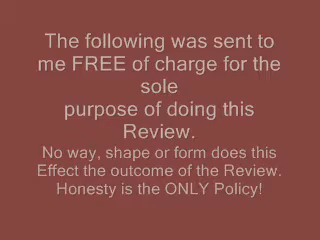 The following was sent to
me FREE of charge for the
sole
purpose of doing this
Review.
No way, shape or form does this
Effect the outcome of the Review.
Honesty is the ONLY Policy!